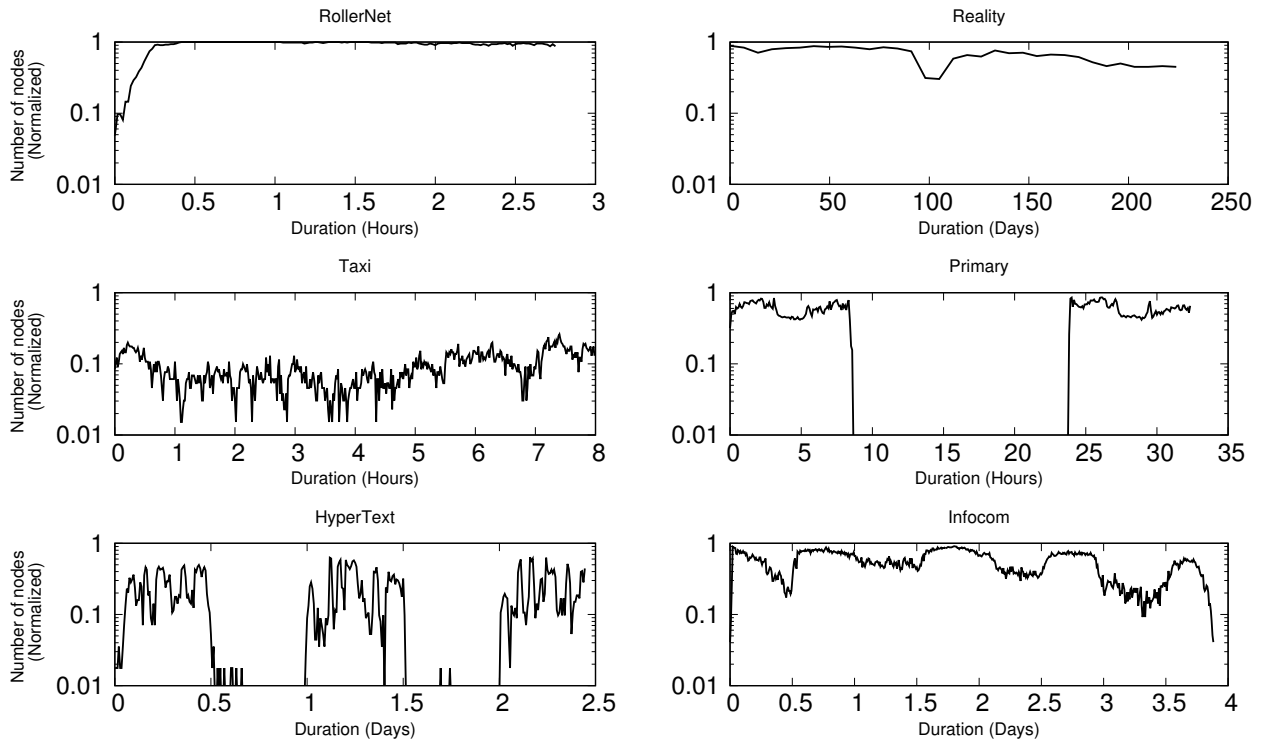 RollerNet
Number of nodes
(Normalized)
1
0.1
0.01
0 0.5 1 1.5 2 2.5 3
Duration (Hours)
Reality
1
0.1
0.01
0 50 100 150 200 250
Duration (Days)
Taxi
Number of nodes
(Normalized)
1
0.1
0.01
0 1 2 3 4 5 6 7 8
Duration (Hours)
Primary
1
0.1
0.01
0 5 10 15 20 25 30 35
Duration (Hours)
HyperText
Number of nodes
(Normalized)
1
0.1
0.01
0 0.5 1 1.5 2 2.5
Duration (Days)
Infocom
1
0.1
0.01
0 0.5 1 1.5 2 2.5 3 3.5 4
Duration (Days)